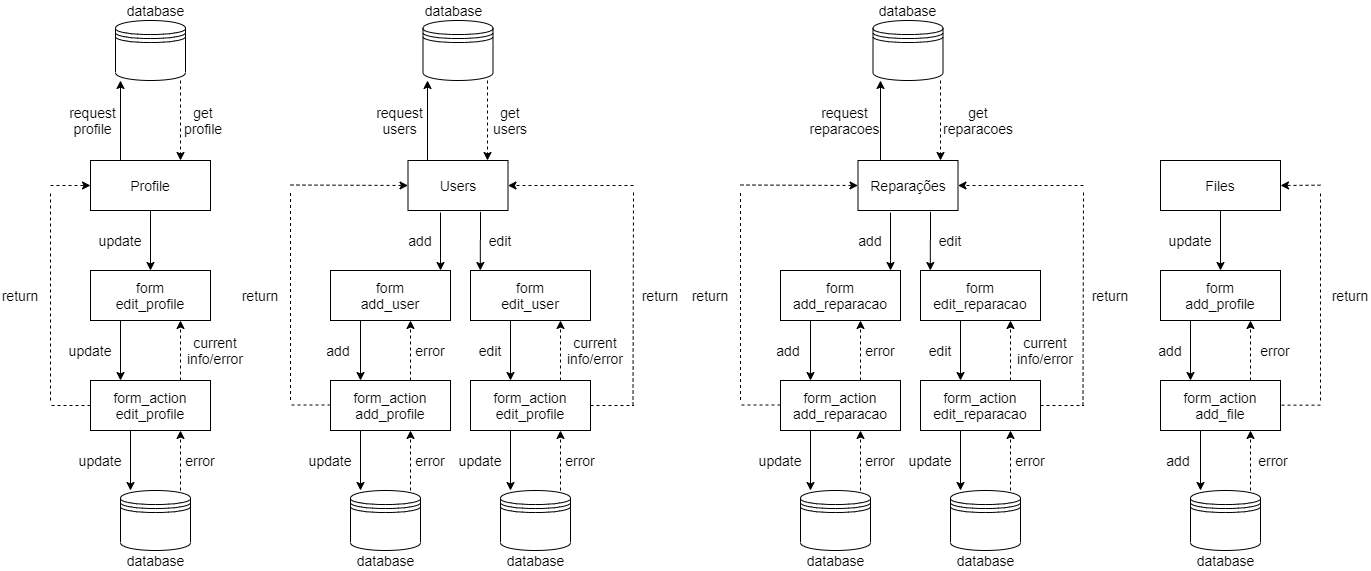 database
request
profile
get
profile
Profile
update
form
edit_profile
return
update
current
info/error
form_action
edit_profile
update
error
database
database
request
users
get
users
Users
add
edit
form
add_user
form
edit_user
return
return
add
error
edit
current
info/error
form_action
add_profile
form_action
edit_profile
update
error
update
error
database
database
database
request
reparacoes
get
reparacoes
Reparações
add
edit
form
add_reparacao
form
edit_reparacao
return
return
add
error
edit
current
info/error
form_action
add_reparacao
form_action
edit_reparacao
update
error
update
error
database
database
Files
update
form
add_profile
return
add
error
form_action
add_file
add
error
database